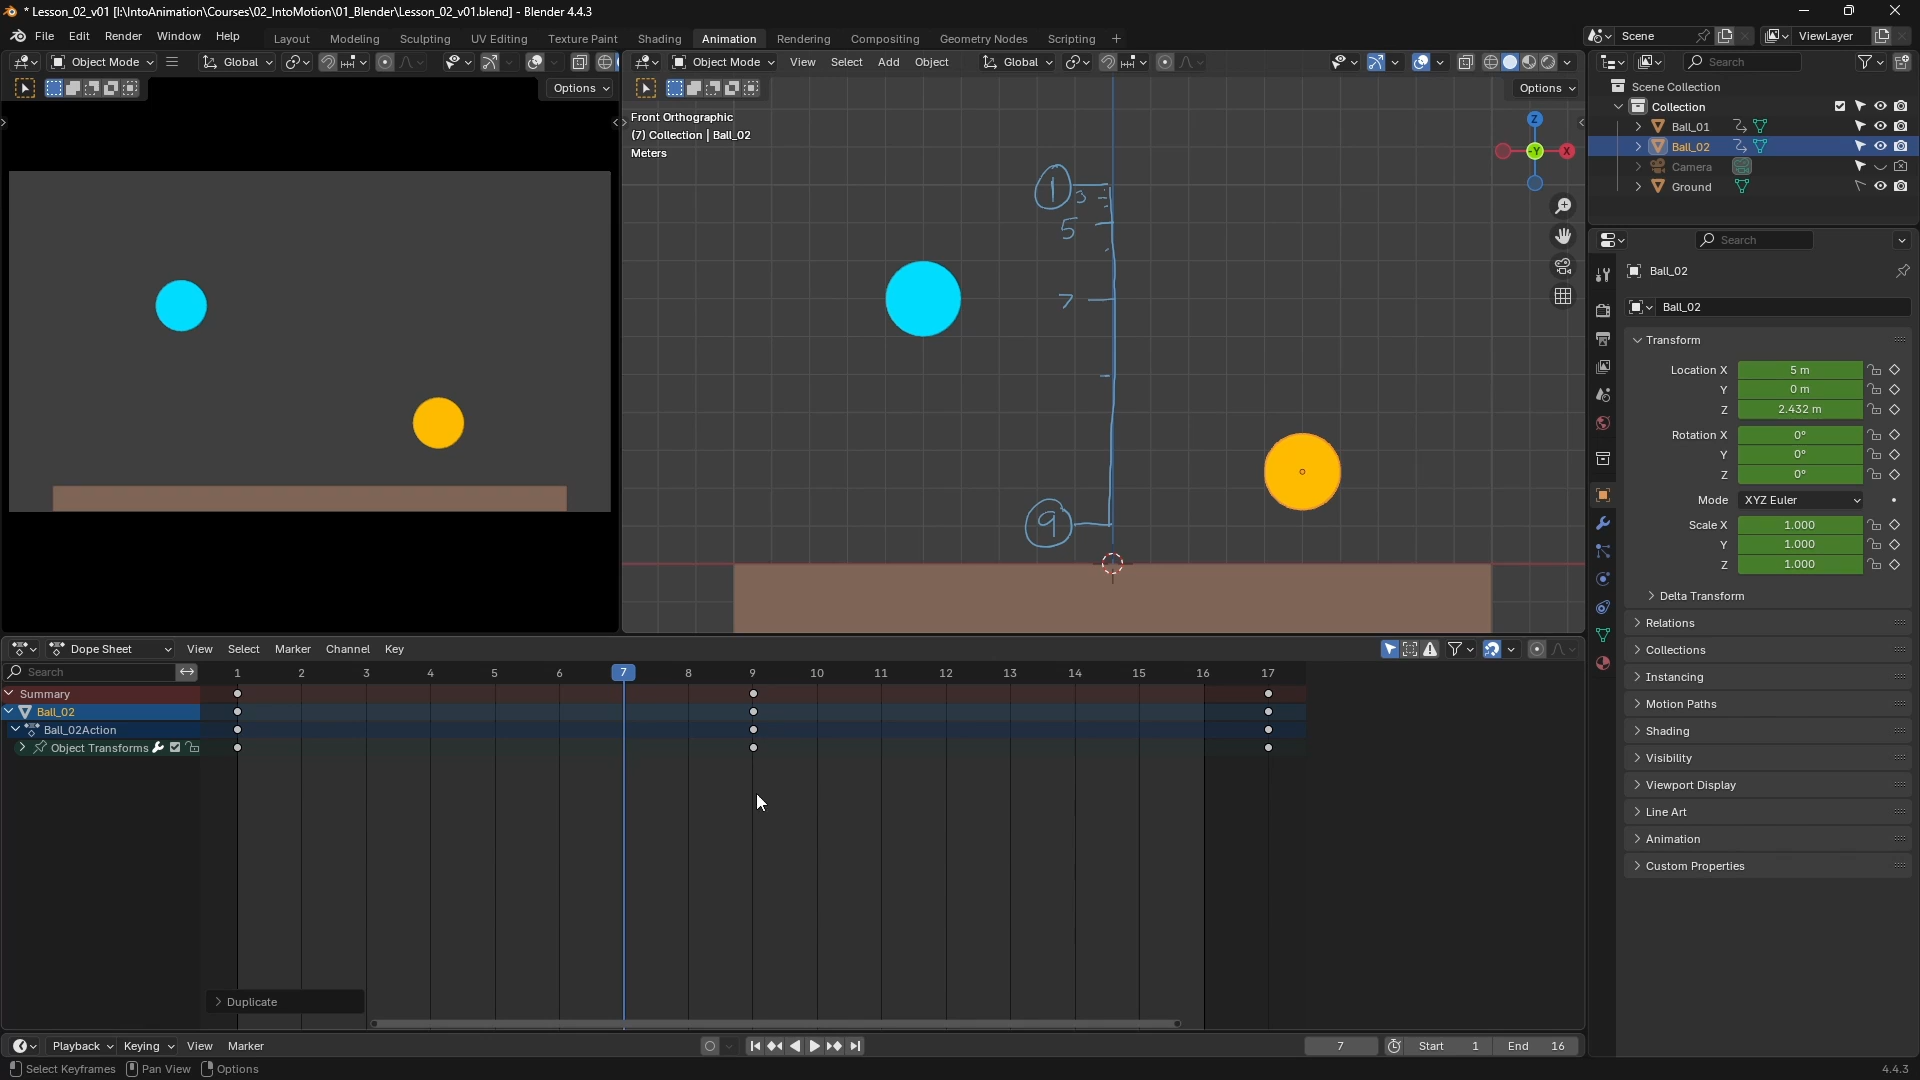 * Lesson_02_v01 [I:\IntoAnimation\Courses\02_IntoMotion\01_Blender\Lesson_02_v01.blend] - Blender 4.4.3
File Edit Render Window Help Layout Modeling Sculpting UV Editing Texture Paint Shading Animation Rendering Compositing Geometry Nodes Scripting + Scene ViewLayer
Object Mode Global Object Mode View Select Add Object Global Search
Options Options
Scene Collection
Collection
Ball_01
Ball_02
Camera
Ground
Front Orthographic
(7) Collection | Ball_02
Meters
Z
-Y
X
1
3
5
7
9
Search
Ball_02
Ball_02
Transform
Location X 5 m
Y 0 m
Z 2.432 m
Rotation X 0°
Y 0°
Z 0°
Mode XYZ Euler
Scale X 1.000
Y 1.000
Z 1.000
Delta Transform
Relations
Collections
Instancing
Motion Paths
Shading
Visibility
Viewport Display
Line Art
Animation
Custom Properties
Dope Sheet View Select Marker Channel Key
Search 1 2 3 4 5 6 7 8 9 10 11 12 13 14 15 16 17
Summary
Ball_02
Ball_02Action
Object Transforms
Duplicate
Playback Keying View Marker 7 Start 1 End 16
Select Keyframes Pan View Options 4.4.3